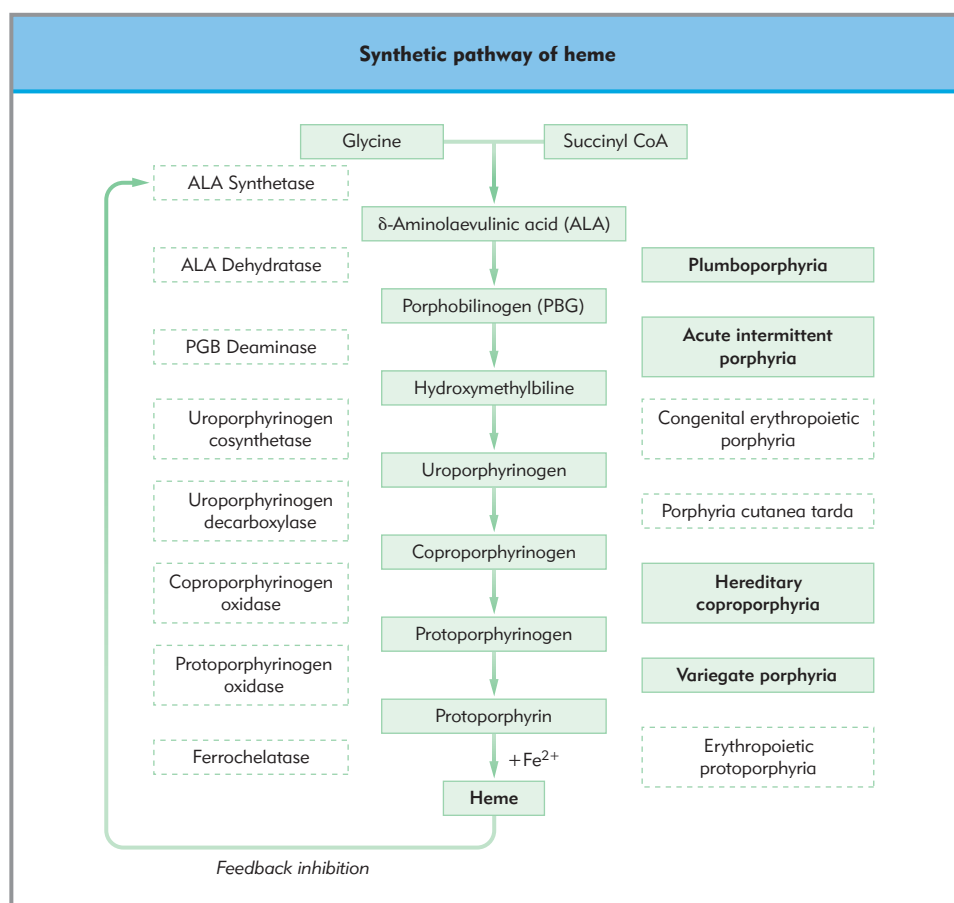 Synthetic pathway of heme
Glycine
Succinyl CoA
ALA Synthetase
δ-Aminolaevulinic acid (ALA)
ALA Dehydratase
Plumboporphyria
Porphobilinogen (PBG)
PGB Deaminase
Acute intermittent
porphyria
Hydroxymethylbiline
Uroporphyrinogen
cosynthetase
Congenital erythropoietic
porphyria
Uroporphyrinogen
Uroporphyrinogen
decarboxylase
Porphyria cutanea tarda
Coproporphyrinogen
Coproporphyrinogen
oxidase
Hereditary
coproporphyria
Protoporphyrinogen
Protoporphyrinogen
oxidase
Variegate porphyria
Protoporphyrin
Ferrochelatase
+Fe²⁺
Erythropoietic
protoporphyria
Heme
Feedback inhibition